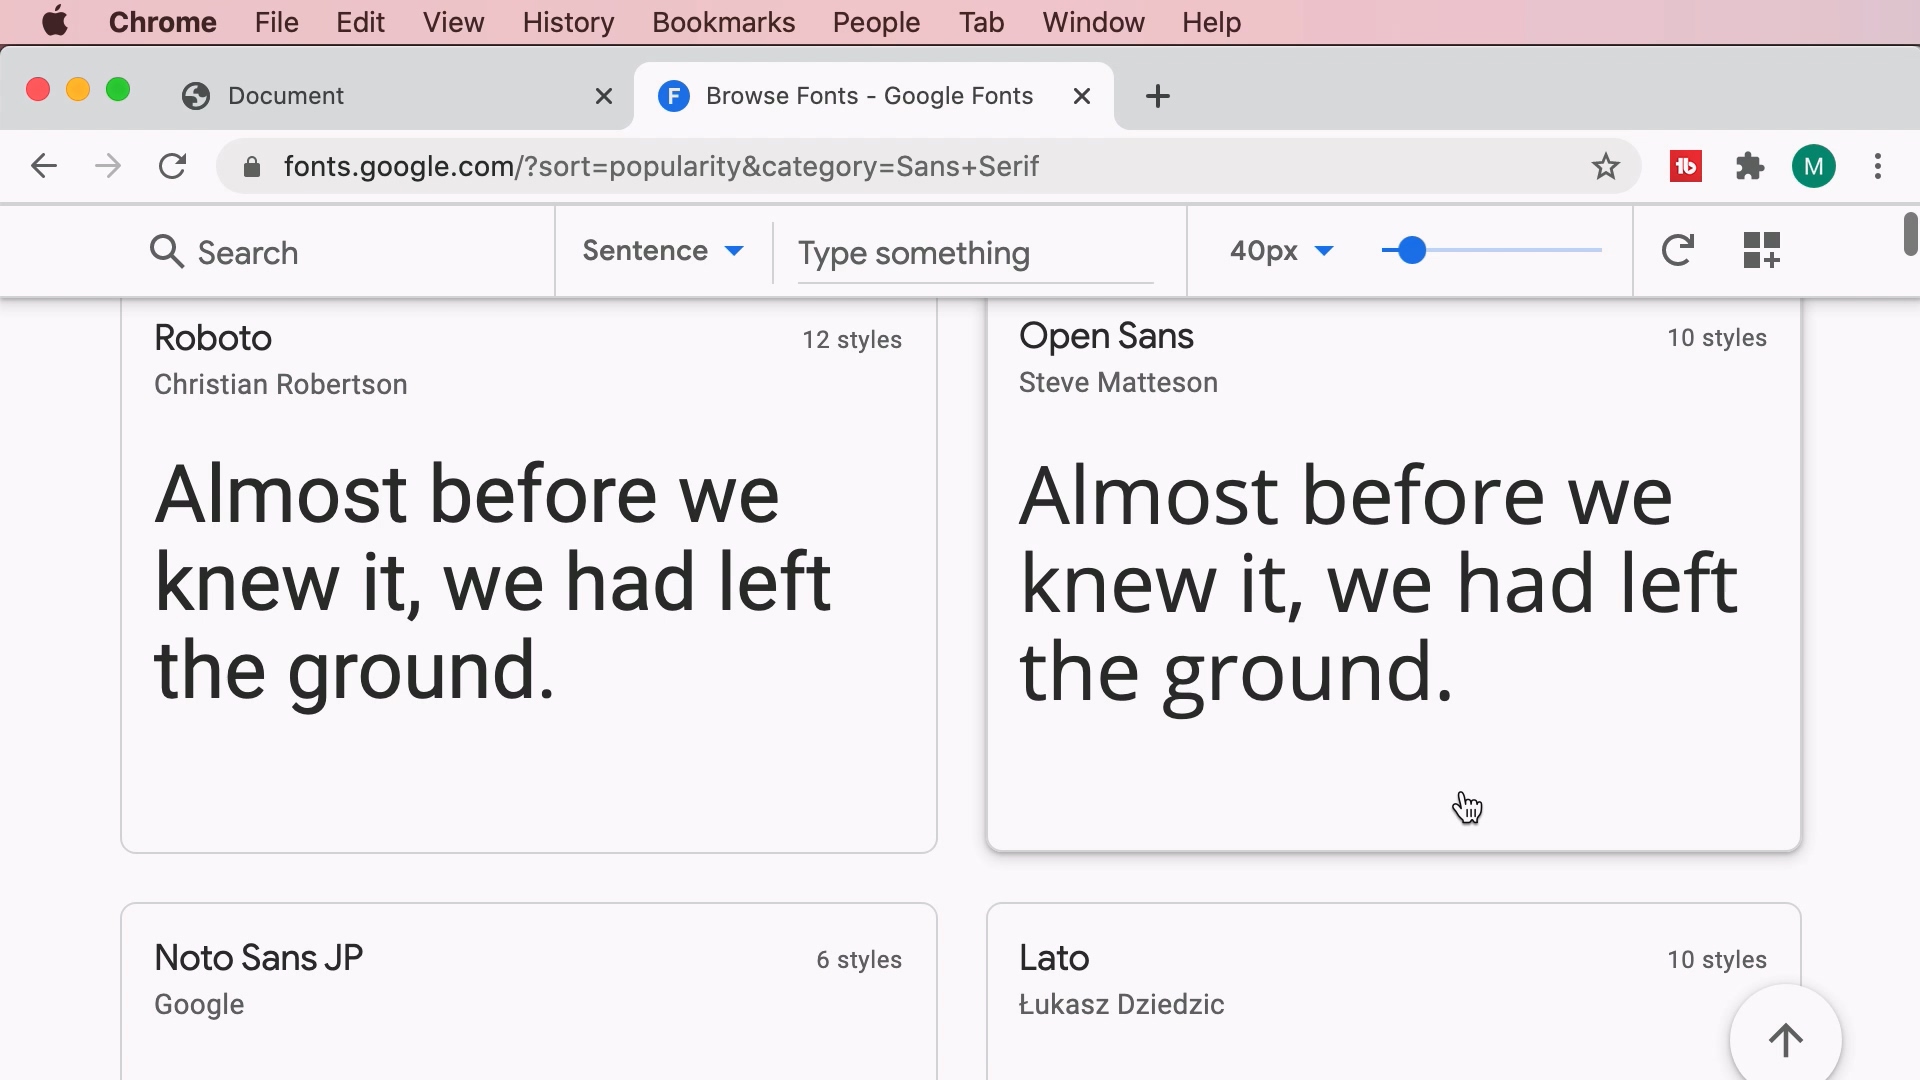 Chrome File Edit View History Bookmarks People Tab Window Help
Document
Browse Fonts - Google Fonts
fonts.google.com/?sort=popularity&category=Sans+Serif
M
Search
Sentence
Type something
40px
Roboto
12 styles
Christian Robertson
Almost before we
knew it, we had left
the ground.
Open Sans
10 styles
Steve Matteson
Almost before we
knew it, we had left
the ground.
Noto Sans JP
6 styles
Google
Lato
10 styles
Łukasz Dziedzic